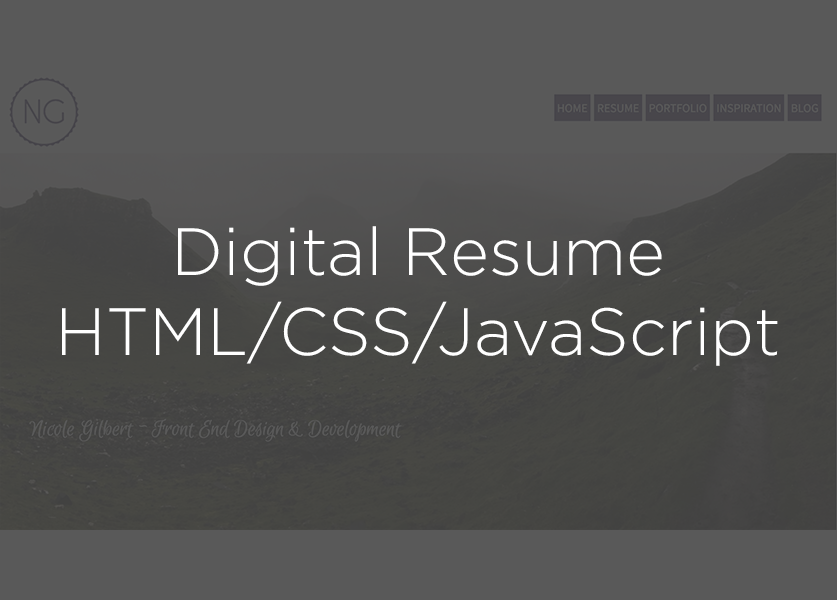 NG
HOME RESUME PORTFOLIO INSPIRATION BLOG
Digital Resume
HTML/CSS/JavaScript
Nicole Gilbert - Front End Design & Development